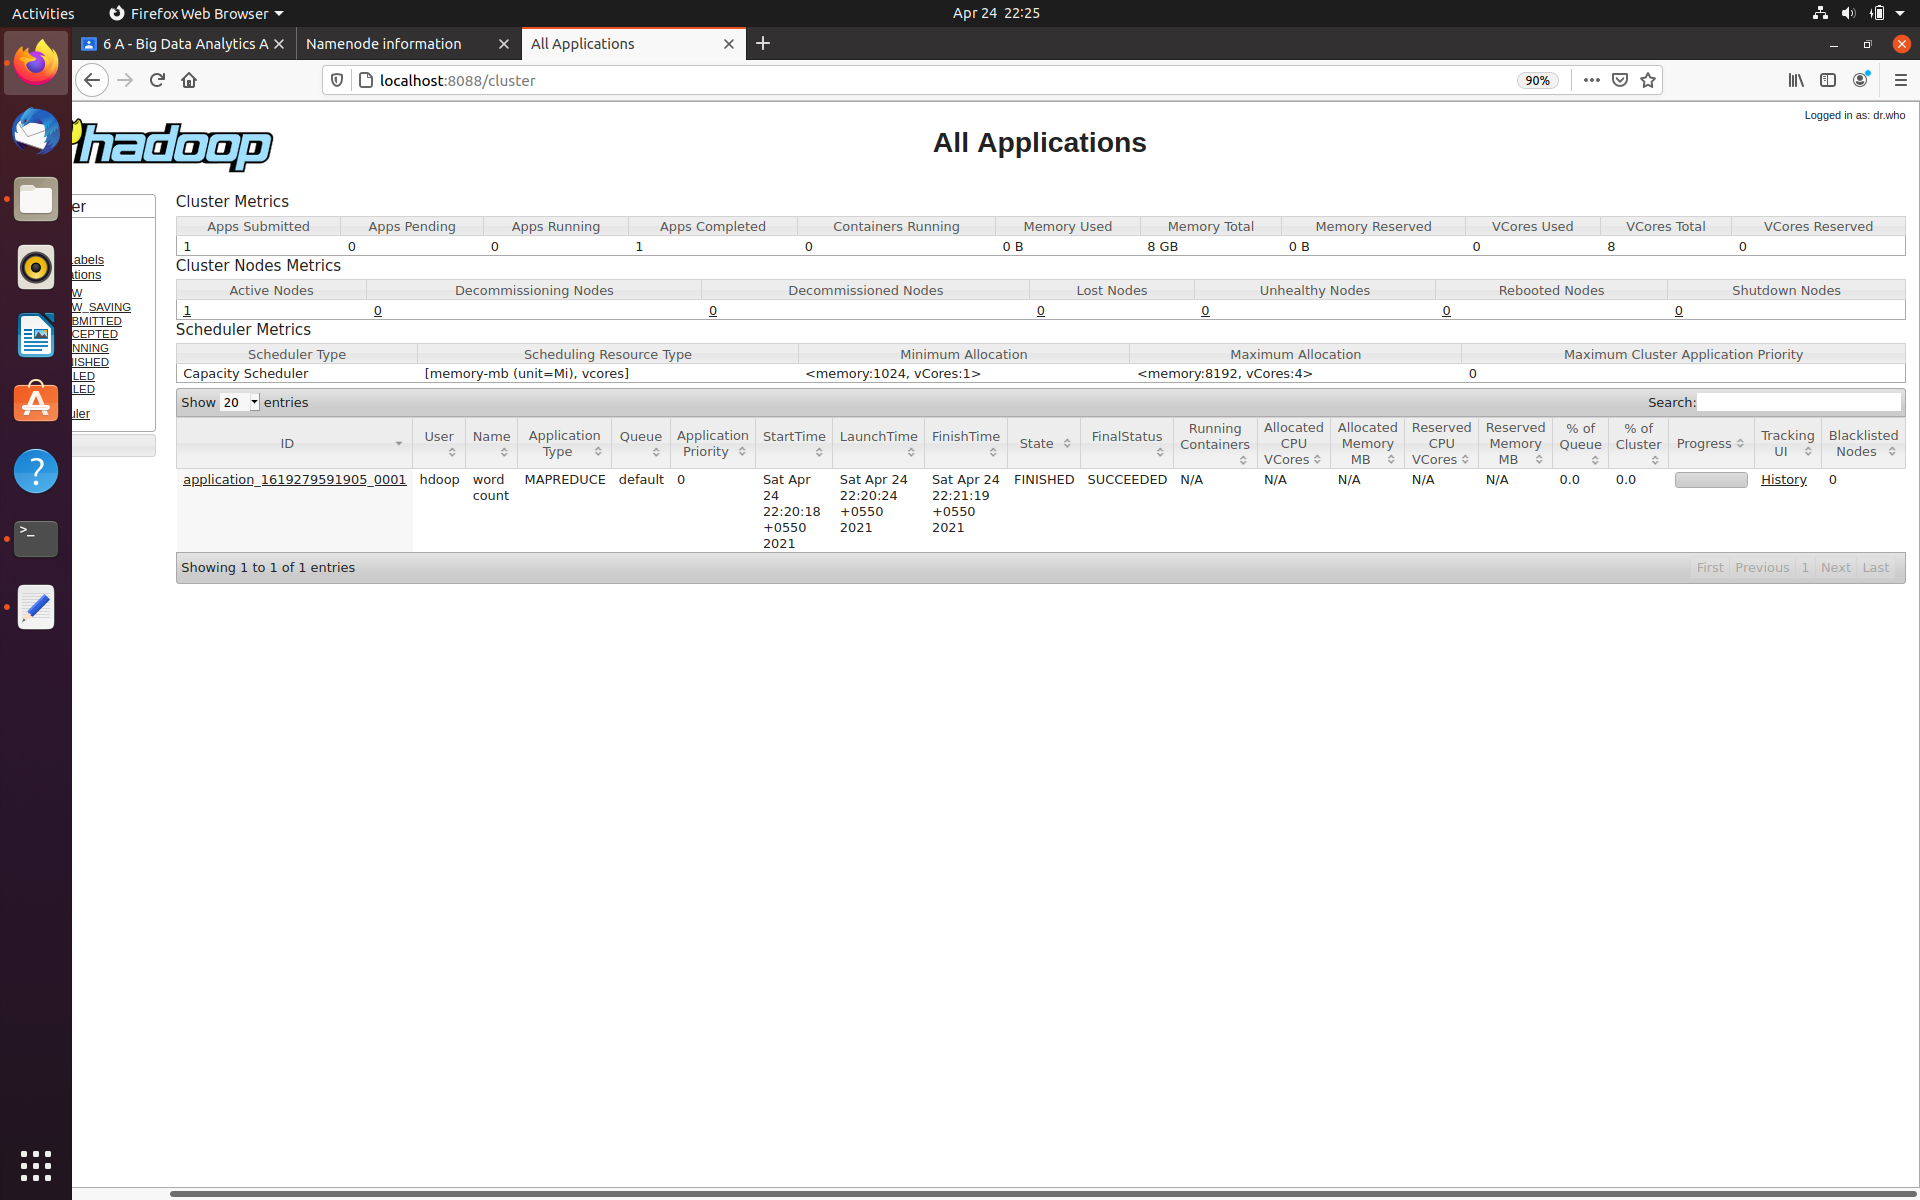 Activities Firefox Web Browser Apr 24 22:25
6 A - Big Data Analytics A Namenode information All Applications
localhost:8088/cluster 90%
Logged in as: dr.who
hadoop
All Applications
er
abels
ations
W
W_SAVING
BMITTED
CEPTED
NNING
ISHED
LED
LED
uler
Cluster Metrics
Apps Submitted Apps Pending Apps Running Apps Completed Containers Running Memory Used Memory Total Memory Reserved VCores Used VCores Total VCores Reserved
1 0 0 1 0 0 B 8 GB 0 B 0 8 0
Cluster Nodes Metrics
Active Nodes Decommissioning Nodes Decommissioned Nodes Lost Nodes Unhealthy Nodes Rebooted Nodes Shutdown Nodes
1 0 0 0 0 0 0
Scheduler Metrics
Scheduler Type Scheduling Resource Type Minimum Allocation Maximum Allocation Maximum Cluster Application Priority
Capacity Scheduler [memory-mb (unit=Mi), vcores] <memory:1024, vCores:1> <memory:8192, vCores:4> 0
Show 20 entries Search:
ID User Name Application Type Queue Application Priority StartTime LaunchTime FinishTime State FinalStatus Running Containers Allocated CPU VCores Allocated Memory MB Reserved CPU VCores Reserved Memory MB % of Queue % of Cluster Progress Tracking UI Blacklisted Nodes
application_1619279591905_0001 hdoop word count MAPREDUCE default 0 Sat Apr 24 22:20:18 +0550 2021 Sat Apr 24 22:20:24 +0550 2021 Sat Apr 24 22:21:19 +0550 2021 FINISHED SUCCEEDED N/A N/A N/A N/A N/A 0.0 0.0 History 0
Showing 1 to 1 of 1 entries First Previous 1 Next Last